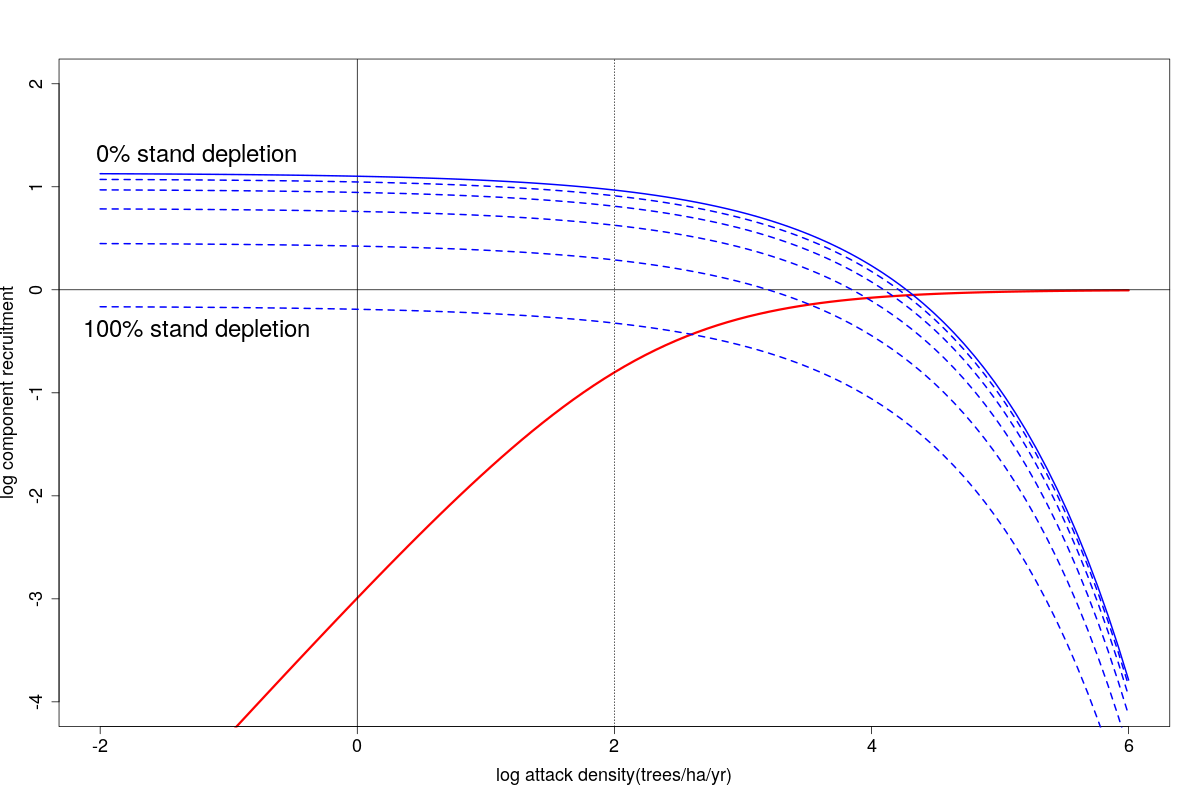 2
1
0
-1
-2
-3
-4
log component recruitment
0% stand depletion
100% stand depletion
-2 0 2 4 6
log attack density(trees/ha/yr)